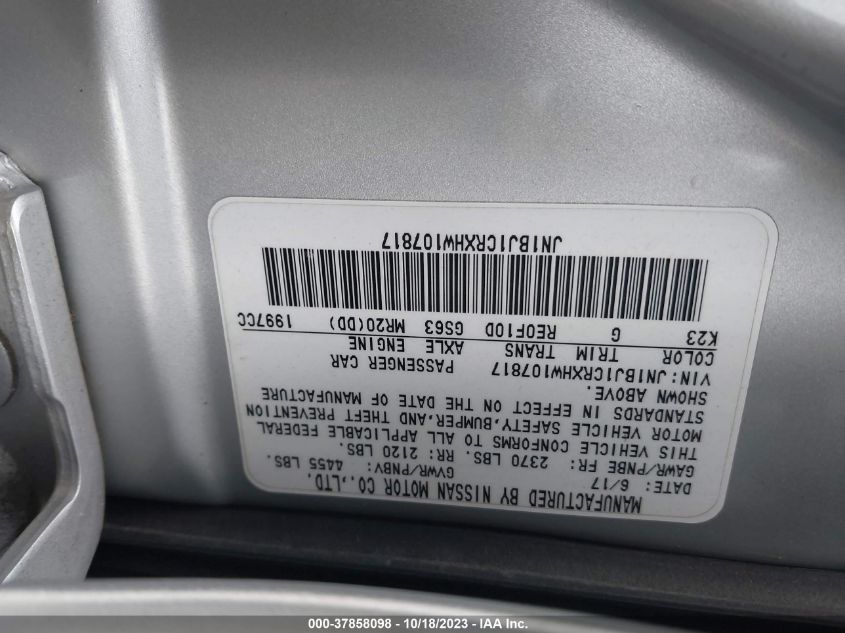 MANUFACTURED BY NISSAN MOTOR CO.,LTD.
DATE: 6/17 GVWR/PNBV: 4455 LBS.
GAWR/PNBE FR: 2370 LBS. RR: 2120 LBS.
THIS VEHICLE CONFORMS TO ALL APPLICABLE FEDERAL
MOTOR VEHICLE SAFETY,BUMPER,AND THEFT PREVENTION
STANDARDS IN EFFECT ON THE DATE OF MANUFACTURE
SHOWN ABOVE.
VIN:JN1BJ1CRXHW107817 PASSENGER CAR
COLOR TRIM TRANS AXLE ENGINE
K23 G RE0F10D GS63 MR20(DD) 1997CC
JN1BJ1CRXHW107817
000-37858098 - 10/18/2023 - IAA Inc.